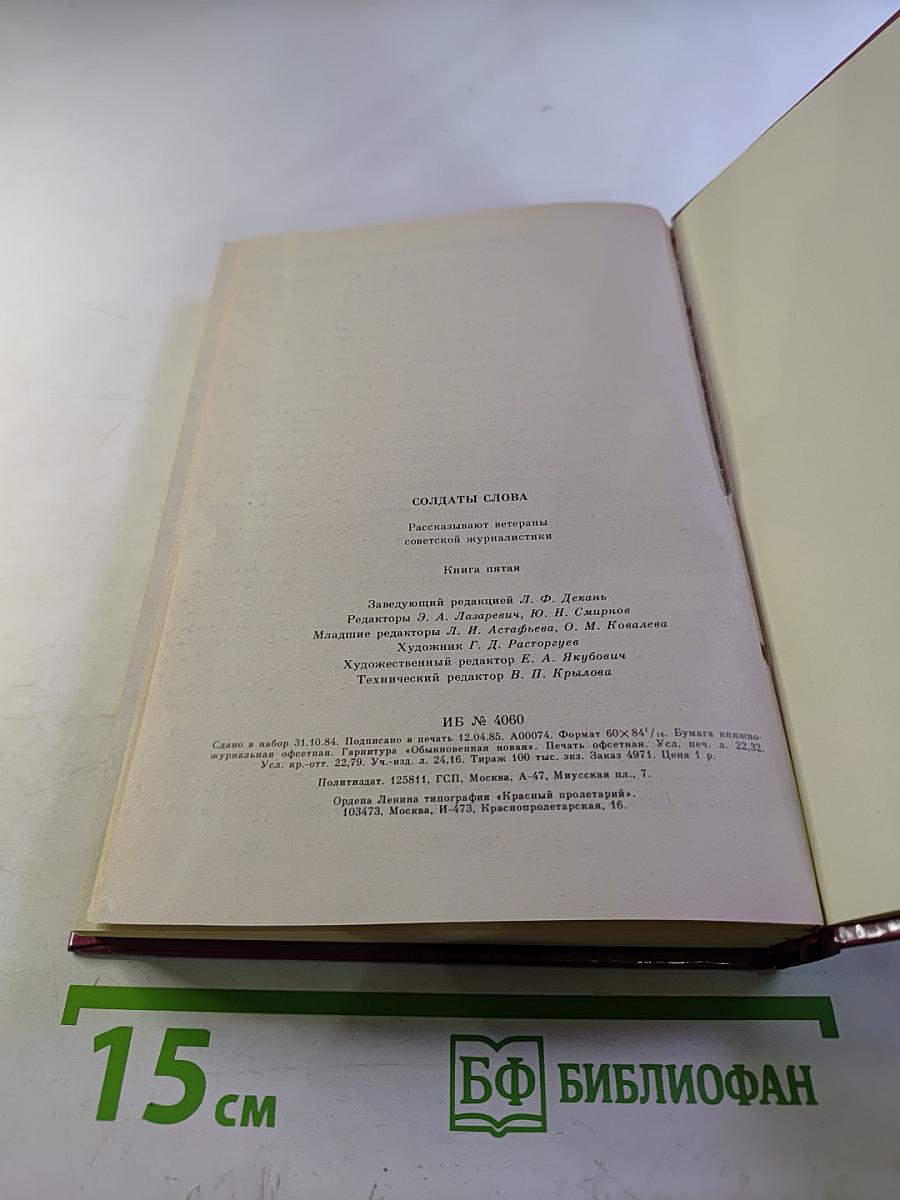 СОЛДАТЫ СЛОВА
Рассказывают ветераны
советской журналистики
Книга пятая
Заведующий редакцией Л. Ф. Декань
Редакторы Э. А. Лазаревич, Ю. Н. Смирнов
Младшие редакторы Л. И. Астафьева, О. М. Ковалева
Художник Г. Д. Расторгуев
Художественный редактор Е. А. Якубович
Технический редактор В. П. Крылова
ИБ № 4060
Сдано в набор 31.10.84. Подписано в печать 12.04.85. А00074. Формат 60×84¹/₁₆. Бумага книжно-
журнальная офсетная. Гарнитура «Обыкновенная новая». Печать офсетная. Усл. печ. л. 22,32.
Усл. кр.-отт. 22,79. Уч.-изд. л. 24,16. Тираж 100 тыс. экз. Заказ 4971. Цена 1 р.
Политиздат. 125811, ГСП, Москва, А-47, Миусская пл., 7.
Ордена Ленина типография «Красный пролетарий».
103473, Москва, И-473, Краснопролетарская, 16.
15 см
БФ БИБЛИОФАН